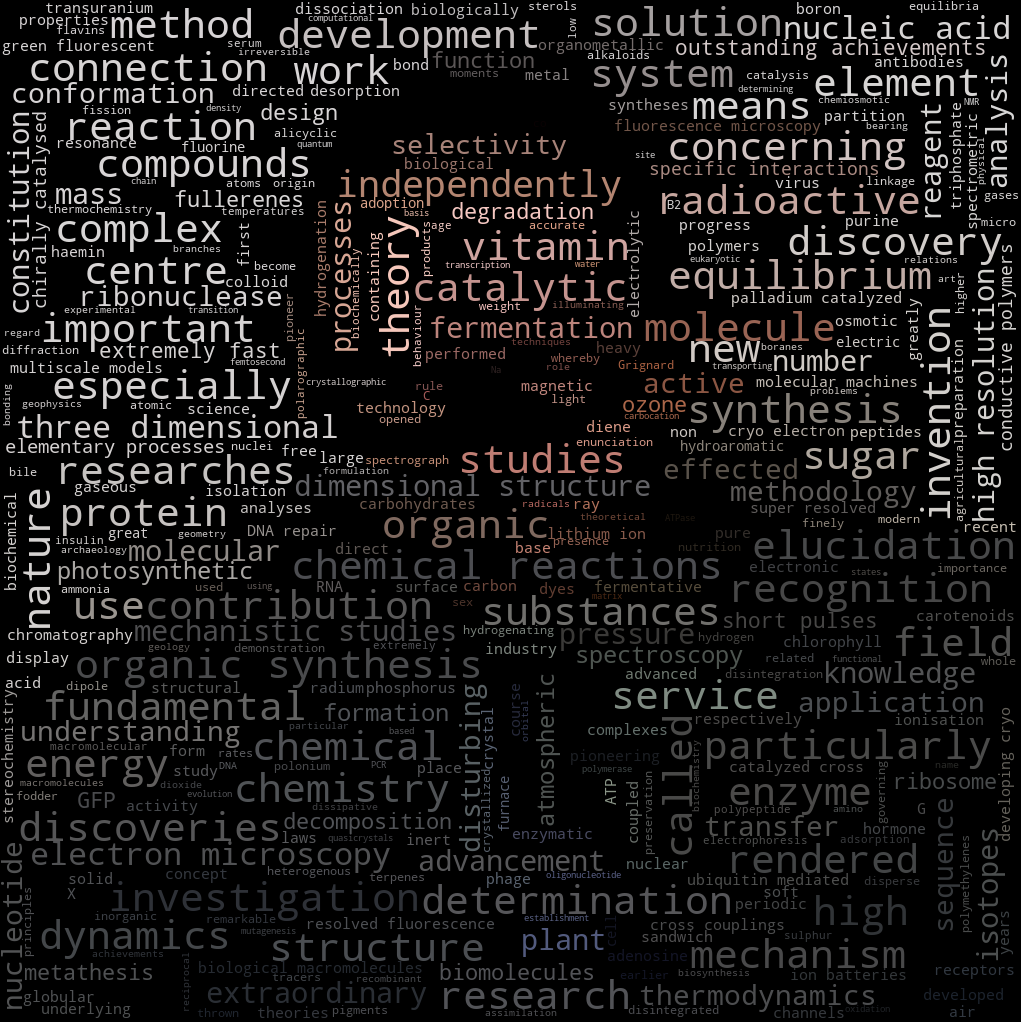 transuranium
dissociation
biologically
sterols
boron
equilibria
properties
method
computational
development
low
solution
nucleic acid
flavins
green fluorescent
serum
irreversible
bond
function
organometallic
alkaloids
outstanding achievements
connection
work
moments
metal
system
catalysis
antibodies
determining
element
analysis
conformation
directed
desorption
density
design
syntheses
means
chemiosmotic
NMR
fission
partition
reagent
triphosphate
spectrometric
physical
constitution
chirally catalysed
reaction
alicyclic
quantum
fluorescence microscopy
bearing
resonance
fluorine
selectivity
concerning
compounds
biological
site
specific interactions
mass
chain
atoms
origin
independently
virus
linkage
gases
thermochemistry
fullerenes
adoption
degradation
radioactive
B2
temperatures
basis
age
accurate
progress
purine
micro
complex
first
hydrogenation
processes
theory
products
vitamin
electrolytic
discovery
haemin
branches
become
colloid
biochemically
containing
transcription
water
polymers
eukaryotic
relations
centre
catalytic
equilibrium
art
higher
ribonuclease
pioneer
weight
illuminating
palladium catalyzed
experimental
transition
important
behaviour
fermentation
molecule
osmotic
greatly
regard
polarographic
techniques
electric
conductive polymers
diffraction
extremely fast
performed
whereby
heavy
new
boranes
number
femtosecond
multiscale models
Na
role
Grignard
transporting
invention
preparation
high resolution
especially
crystallographic
rule
C
magnetic
active
molecular machines
problems
bonding
geophysics
atomic
science
technology
light
ozone
carbocation
synthesis
three dimensional
opened
diene
non
cryo electron
peptides
agricultural
elementary processes
nuclei
free
enunciation
hydroaromatic
bile
researches
large
spectrograph
studies
effected
sugar
formulation
gaseous
isolation
dimensional structure
methodology
biochemical
nature
protein
analyses
carbohydrates
radicals
ray
super resolved
finely
modern
recent
insulin
great
geometry
DNA repair
organic
theoretical
ATPase
archaeology
molecular
direct
lithium ion
pure
elucidation
base
presence
nutrition
photosynthetic
chemical reactions
electronic
states
importance
ammonia
used
using
RNA
surface
carbon
dyes
fermentative
recognition
use
contribution
sex
matrix
substances
carotenoids
chromatography
mechanistic studies
hydrogenating
pressure
hydrogen
short pulses
geology
demonstration
extremely
industry
chlorophyll
field
display
organic synthesis
spectroscopy
related
functional
whole
acid
dipole
structural
radium
phosphorus
advanced
disintegration
knowledge
stereochemistry
fundamental
formation
disturbing
crystal
course
orbital
atmospheric
service
application
particular
based
complexes
called
respectively
ionisation
understanding
macromolecular
form
rates
chemical
pioneering
biochemistry
particularly
developing cryo
energy
DNA
study
polonium
PCR
place
polymerase
catalyzed cross
governing
name
macromolecules
dioxide
chemistry
crystallized
furnace
ATP
preservation
enzyme
ribosome
fodder
evolution
dissipative
GFP
activity
coupled
polypeptide
amino
G
discoveries
decomposition
enzymatic
transfer
hormone
sequence
laws
quasicrystals
inert
electrophoresis
adsorption
polymethylenes
isotopes
electron microscopy
advancement
nuclear
rendered
nucleotide
concept
heterogenous
terpenes
phage
oligonucleotide
ubiquitin mediated
disperse
solid
X
investigation
determination
soft
periodic
high
principles
inorganic
remarkable
resolved fluorescence
establishment
cell
cross couplings
years
mutagenesis
dynamics
structure
plant
sandwich
sulphur
achievements
adenosine
mechanism
metathesis
reciprocal
biological macromolecules
biomolecules
earlier
biosynthesis
ion batteries
receptors
tracers
recombinant
globular
extraordinary
research
thermodynamics
developed
underlying
thrown
theories
pigments
assimilation
disintegrated
channels
oxidation
air